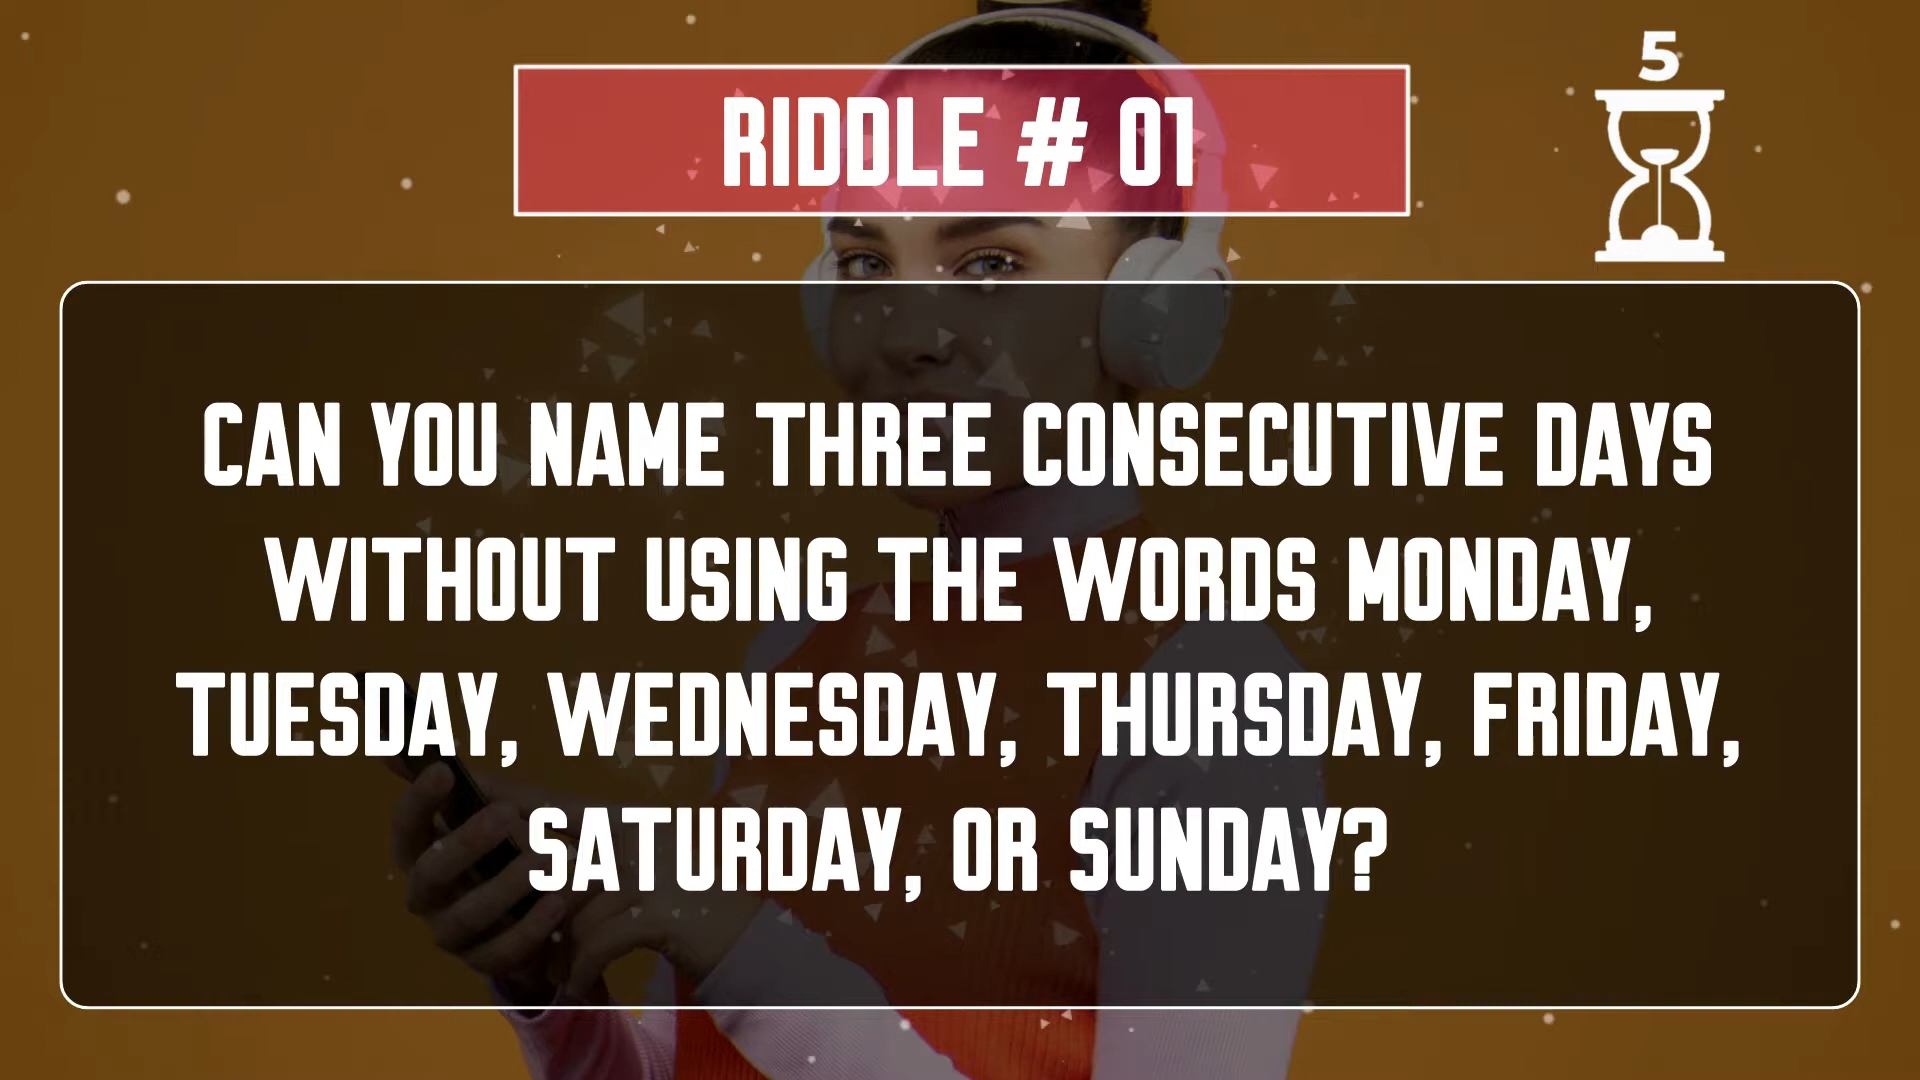 RIDDLE # 01
5
CAN YOU NAME THREE CONSECUTIVE DAYS
WITHOUT USING THE WORDS MONDAY,
TUESDAY, WEDNESDAY, THURSDAY, FRIDAY,
SATURDAY, OR SUNDAY?